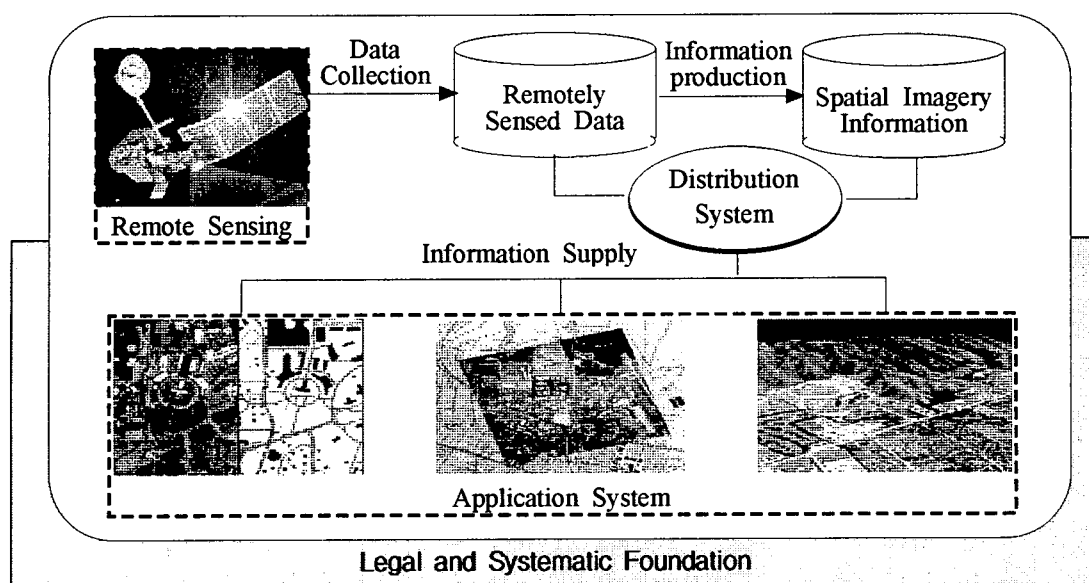 Data
Collection
Information
production
Remotely
Sensed Data
Spatial Imagery
Information
Distribution
System
Remote Sensing
Information Supply
Application System
Legal and Systematic Foundation